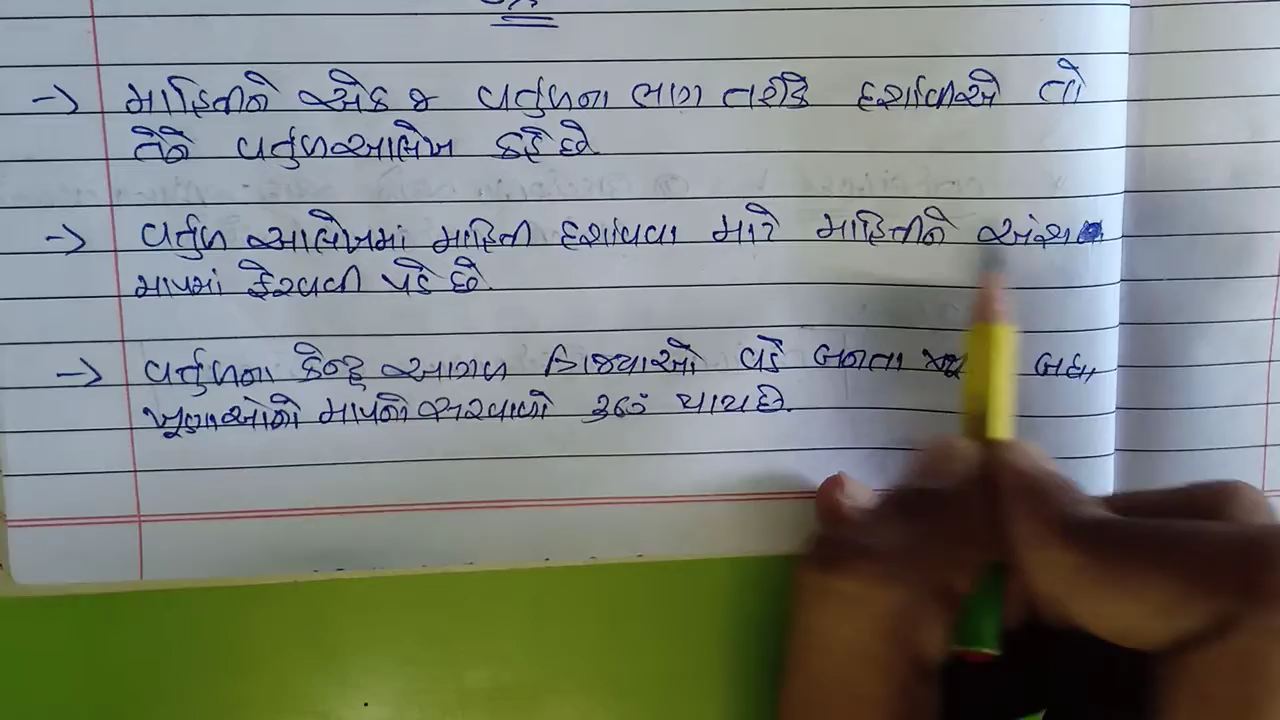 → માહિતીને એક જ વર્તુળના ભાગ તરીકે દર્શાવીએ તો
તેને વર્તુળઆલેખ કહે છે.
→ વર્તુળ આલેખમાં માહિતી દર્શાવવા માટે માહિતીને અંશ
માપમાં ફેરવવી પડે છે.
→ વર્તુળના કેન્દ્ર આગળ ત્રિજ્યાઓ વડે બનતા બધા
ખૂણાઓનો માપનો સરવાળો 360° થાય છે.